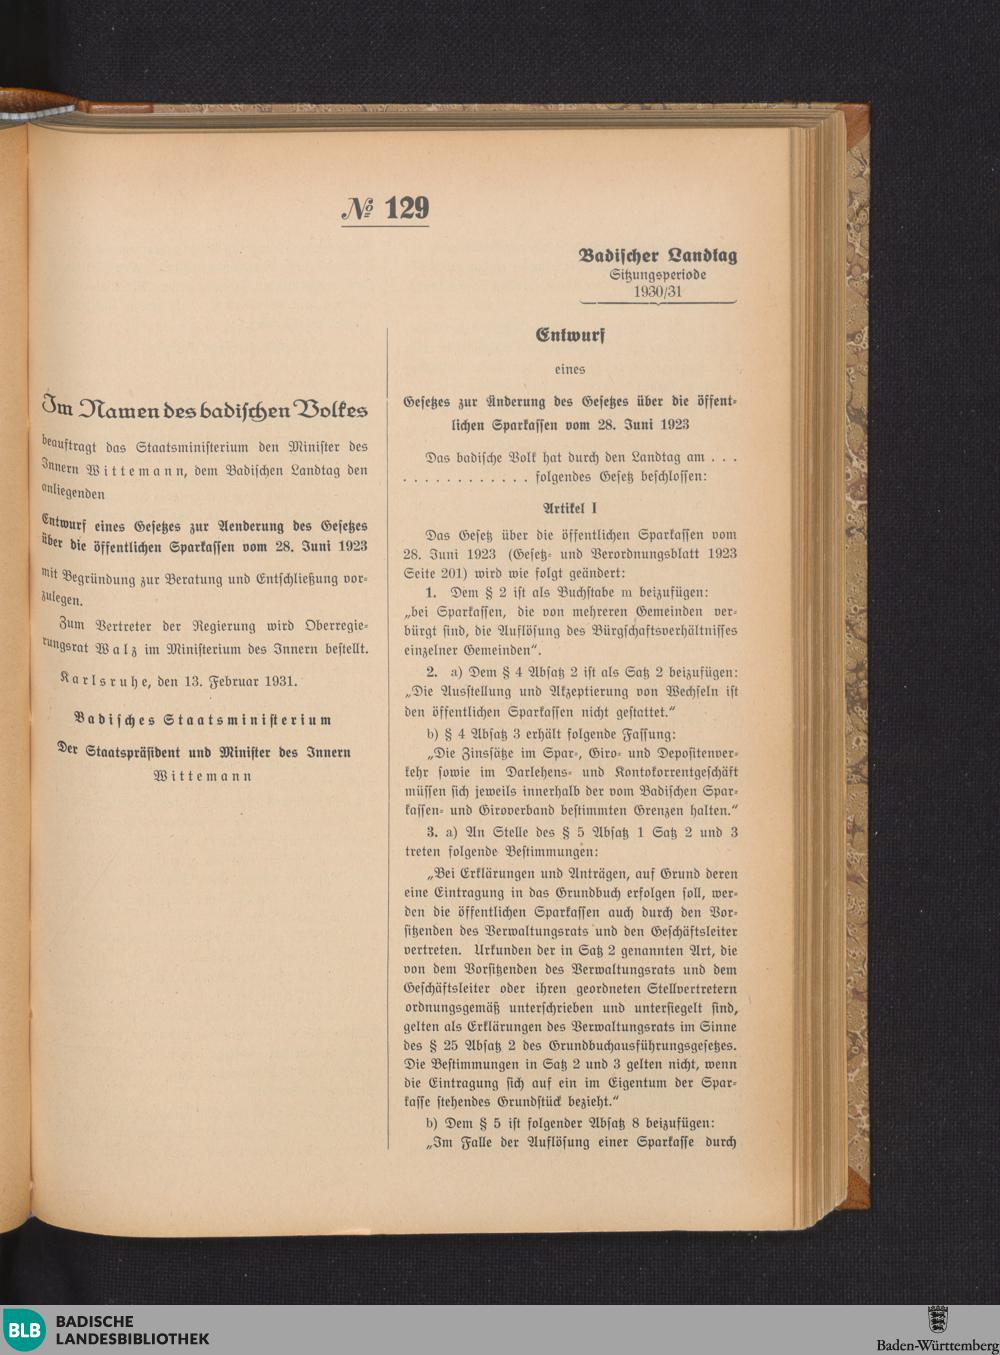 № 129
Badischer Landtag
Sitzungsperiode
1930/31
Im Namen des badischen Volkes
beauftragt das Staatsministerium den Minister des
Innern Wittemann, dem Badischen Landtag den
anliegenden
Entwurf eines Gesetzes zur Aenderung des Gesetzes
über die öffentlichen Sparkassen vom 28. Juni 1923
mit Begründung zur Beratung und Entschließung vor-
zulegen.
Zum Vertreter der Regierung wird Oberregie-
rungsrat Walz im Ministerium des Innern bestellt.
Karlsruhe, den 13. Februar 1931.
Badisches Staatsministerium
Der Staatspräsident und Minister des Innern
Wittemann
Entwurf
eines
Gesetzes zur Änderung des Gesetzes über die öffent-
lichen Sparkassen vom 28. Juni 1923
Das badische Volk hat durch den Landtag am . . .
. . . . . . . . . . . . folgendes Gesetz beschlossen:
Artikel I
Das Gesetz über die öffentlichen Sparkassen vom
28. Juni 1923 (Gesetz- und Verordnungsblatt 1923
Seite 201) wird wie folgt geändert:
1. Dem § 2 ist als Buchstabe m beizufügen:
„bei Sparkassen, die von mehreren Gemeinden ver-
bürgt sind, die Auflösung des Bürgschaftsverhältnisses
einzelner Gemeinden“.
2. a) Dem § 4 Absatz 2 ist als Satz 2 beizufügen:
„Die Ausstellung und Akzeptierung von Wechseln ist
den öffentlichen Sparkassen nicht gestattet.“
b) § 4 Absatz 3 erhält folgende Fassung:
„Die Zinssätze im Spar-, Giro- und Depositenver-
kehr sowie im Darlehens- und Kontokorrentgeschäft
müssen sich jeweils innerhalb der vom Badischen Spar-
kassen- und Giroverband bestimmten Grenzen halten.“
3. a) An Stelle des § 5 Absatz 1 Satz 2 und 3
treten folgende Bestimmungen:
„Bei Erklärungen und Anträgen, auf Grund deren
eine Eintragung in das Grundbuch erfolgen soll, wer-
den die öffentlichen Sparkassen auch durch den Vor-
sitzenden des Verwaltungsrats und den Geschäftsleiter
vertreten. Urkunden der in Satz 2 genannten Art, die
von dem Vorsitzenden des Verwaltungsrats und dem
Geschäftsleiter oder ihren geordneten Stellvertretern
ordnungsgemäß unterschrieben und untersiegelt sind,
gelten als Erklärungen des Verwaltungsrats im Sinne
des § 25 Absatz 2 des Grundbuchausführungsgesetzes.
Die Bestimmungen in Satz 2 und 3 gelten nicht, wenn
die Eintragung sich auf ein im Eigentum der Spar-
kasse stehendes Grundstück bezieht.“
b) Dem § 5 ist folgender Absatz 8 beizufügen:
„Im Falle der Auflösung einer Sparkasse durch
BLB
BADISCHE
LANDESBIBLIOTHEK
Baden-Württemberg